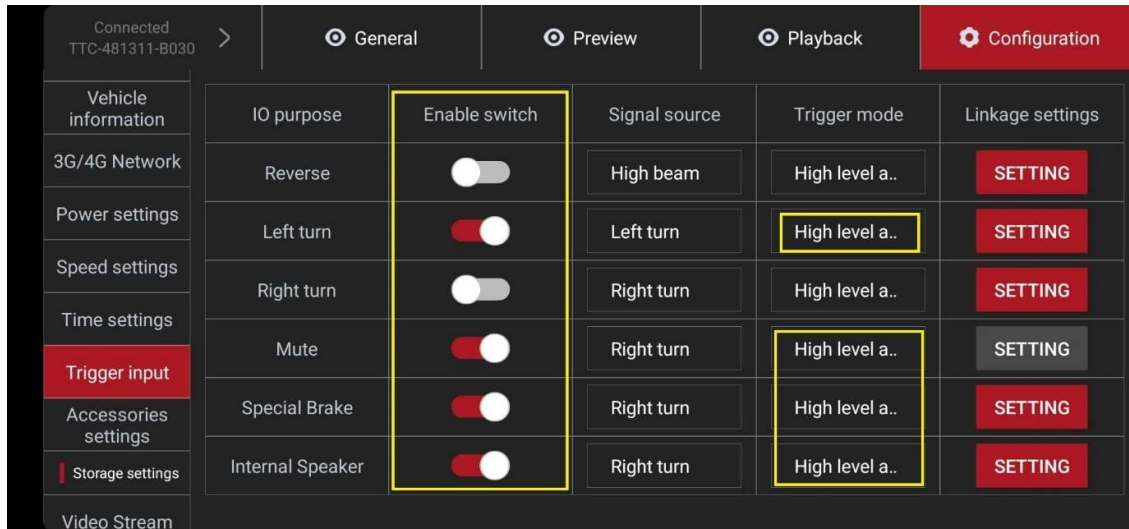 Connected
TTC-481311-B030
General
Preview
Playback
Configuration
Vehicle
information
3G/4G Network
Power settings
Speed settings
Time settings
Trigger input
Accessories
settings
Storage settings
Video Stream
IO purpose Enable switch Signal source Trigger mode Linkage settings
Reverse High beam High level a.. SETTING
Left turn Left turn High level a.. SETTING
Right turn Right turn High level a.. SETTING
Mute Right turn High level a.. SETTING
Special Brake Right turn High level a.. SETTING
Internal Speaker Right turn High level a.. SETTING